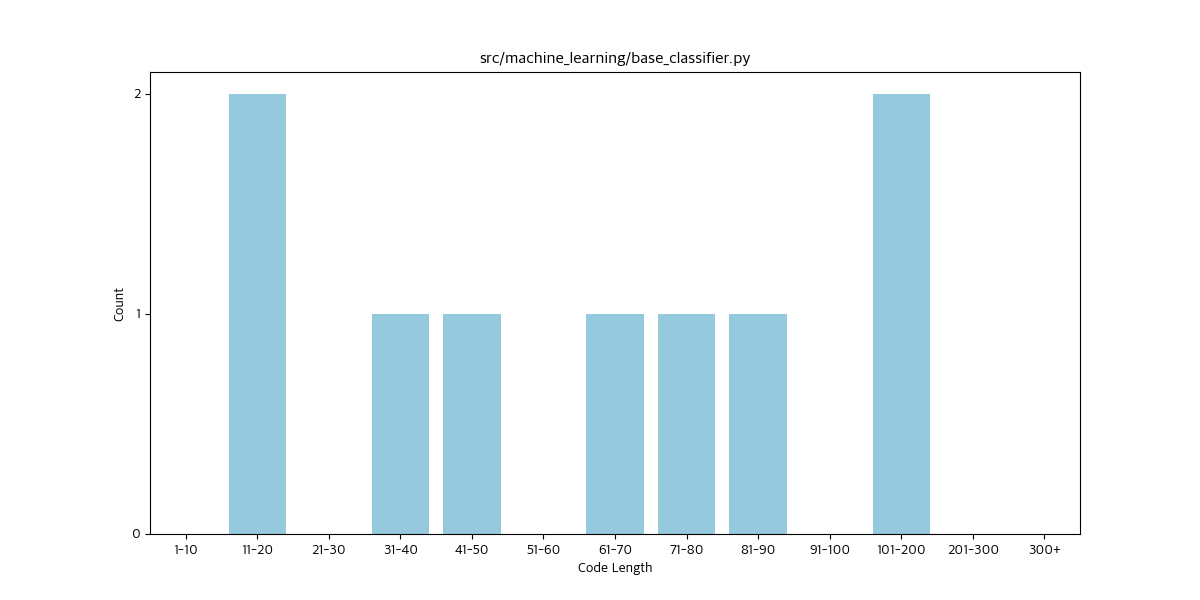 src/machine_learning/base_classifier.py
2
1
0
Count
1-10 11-20 21-30 31-40 41-50 51-60 61-70 71-80 81-90 91-100 101-200 201-300 300+
Code Length